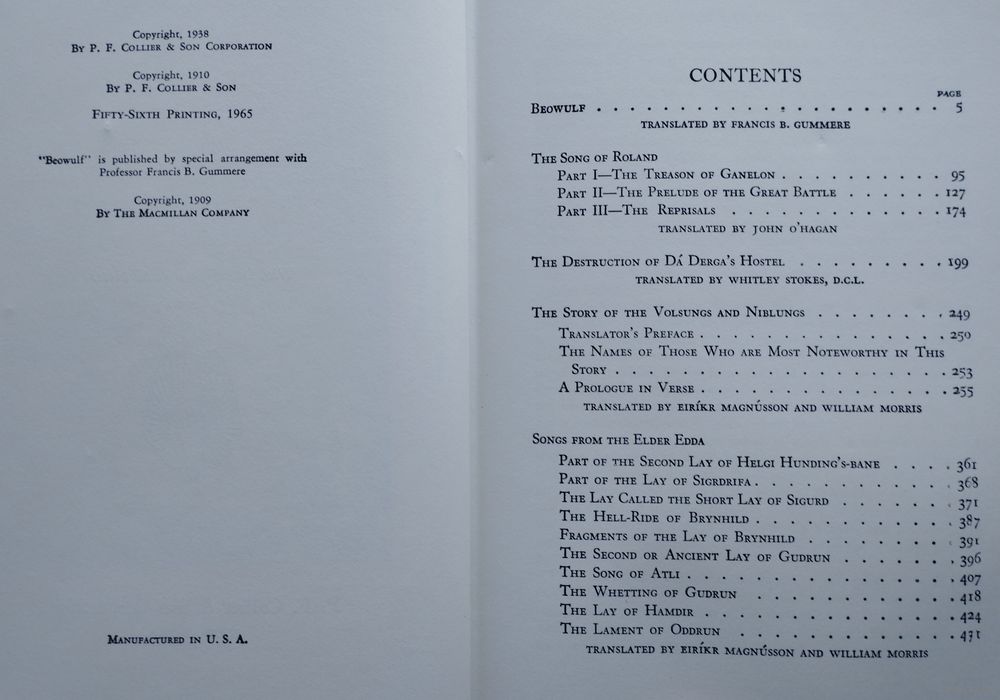 Copyright, 1938
By P. F. Collier & Son Corporation
Copyright, 1910
By P. F. Collier & Son
Fifty-Sixth Printing, 1965
"Beowulf" is published by special arrangement with
Professor Francis B. Gummere
Copyright, 1909
By The Macmillan Company
Manufactured in U. S. A.
CONTENTS
PAGE
Beowulf . . . . . . . . . . . . . . . . . . . . 5
TRANSLATED BY FRANCIS B. GUMMERE
The Song of Roland
Part I—The Treason of Ganelon . . . . . . . . . . 95
Part II—The Prelude of the Great Battle . . . . . . 127
Part III—The Reprisals . . . . . . . . . . . . . 174
TRANSLATED BY JOHN O'HAGAN
The Destruction of Dá Derga's Hostel . . . . . . . . . 199
TRANSLATED BY WHITLEY STOKES, D.C.L.
The Story of the Volsungs and Niblungs . . . . . . . . 249
Translator's Preface . . . . . . . . . . . . . . 250
The Names of Those Who are Most Noteworthy in This
Story . . . . . . . . . . . . . . . . . . . 253
A Prologue in Verse . . . . . . . . . . . . . . 255
TRANSLATED BY EIRÍKR MAGNÚSSON AND WILLIAM MORRIS
Songs from the Elder Edda
Part of the Second Lay of Helgi Hunding's-bane . . . . 361
Part of the Lay of Sigrdrifa . . . . . . . . . . . 368
The Lay Called the Short Lay of Sigurd . . . . . . . 371
The Hell-Ride of Brynhild . . . . . . . . . . . 387
Fragments of the Lay of Brynhild . . . . . . . . 391
The Second or Ancient Lay of Gudrun . . . . . . . 396
The Song of Atli . . . . . . . . . . . . . . . 407
The Whetting of Gudrun . . . . . . . . . . . . 418
The Lay of Hamdir . . . . . . . . . . . . . . 424
The Lament of Oddrun . . . . . . . . . . . . 431
TRANSLATED BY EIRÍKR MAGNÚSSON AND WILLIAM MORRIS